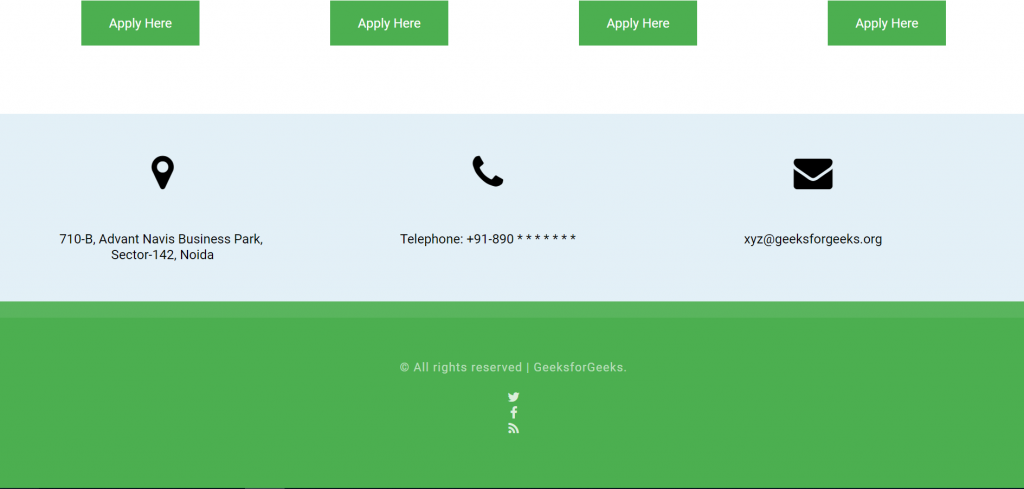 Apply Here
Apply Here
Apply Here
Apply Here
710-B, Advant Navis Business Park,
Sector-142, Noida
Telephone: +91-890 * * * * * * *
xyz@geeksforgeeks.org
© All rights reserved | GeeksforGeeks.